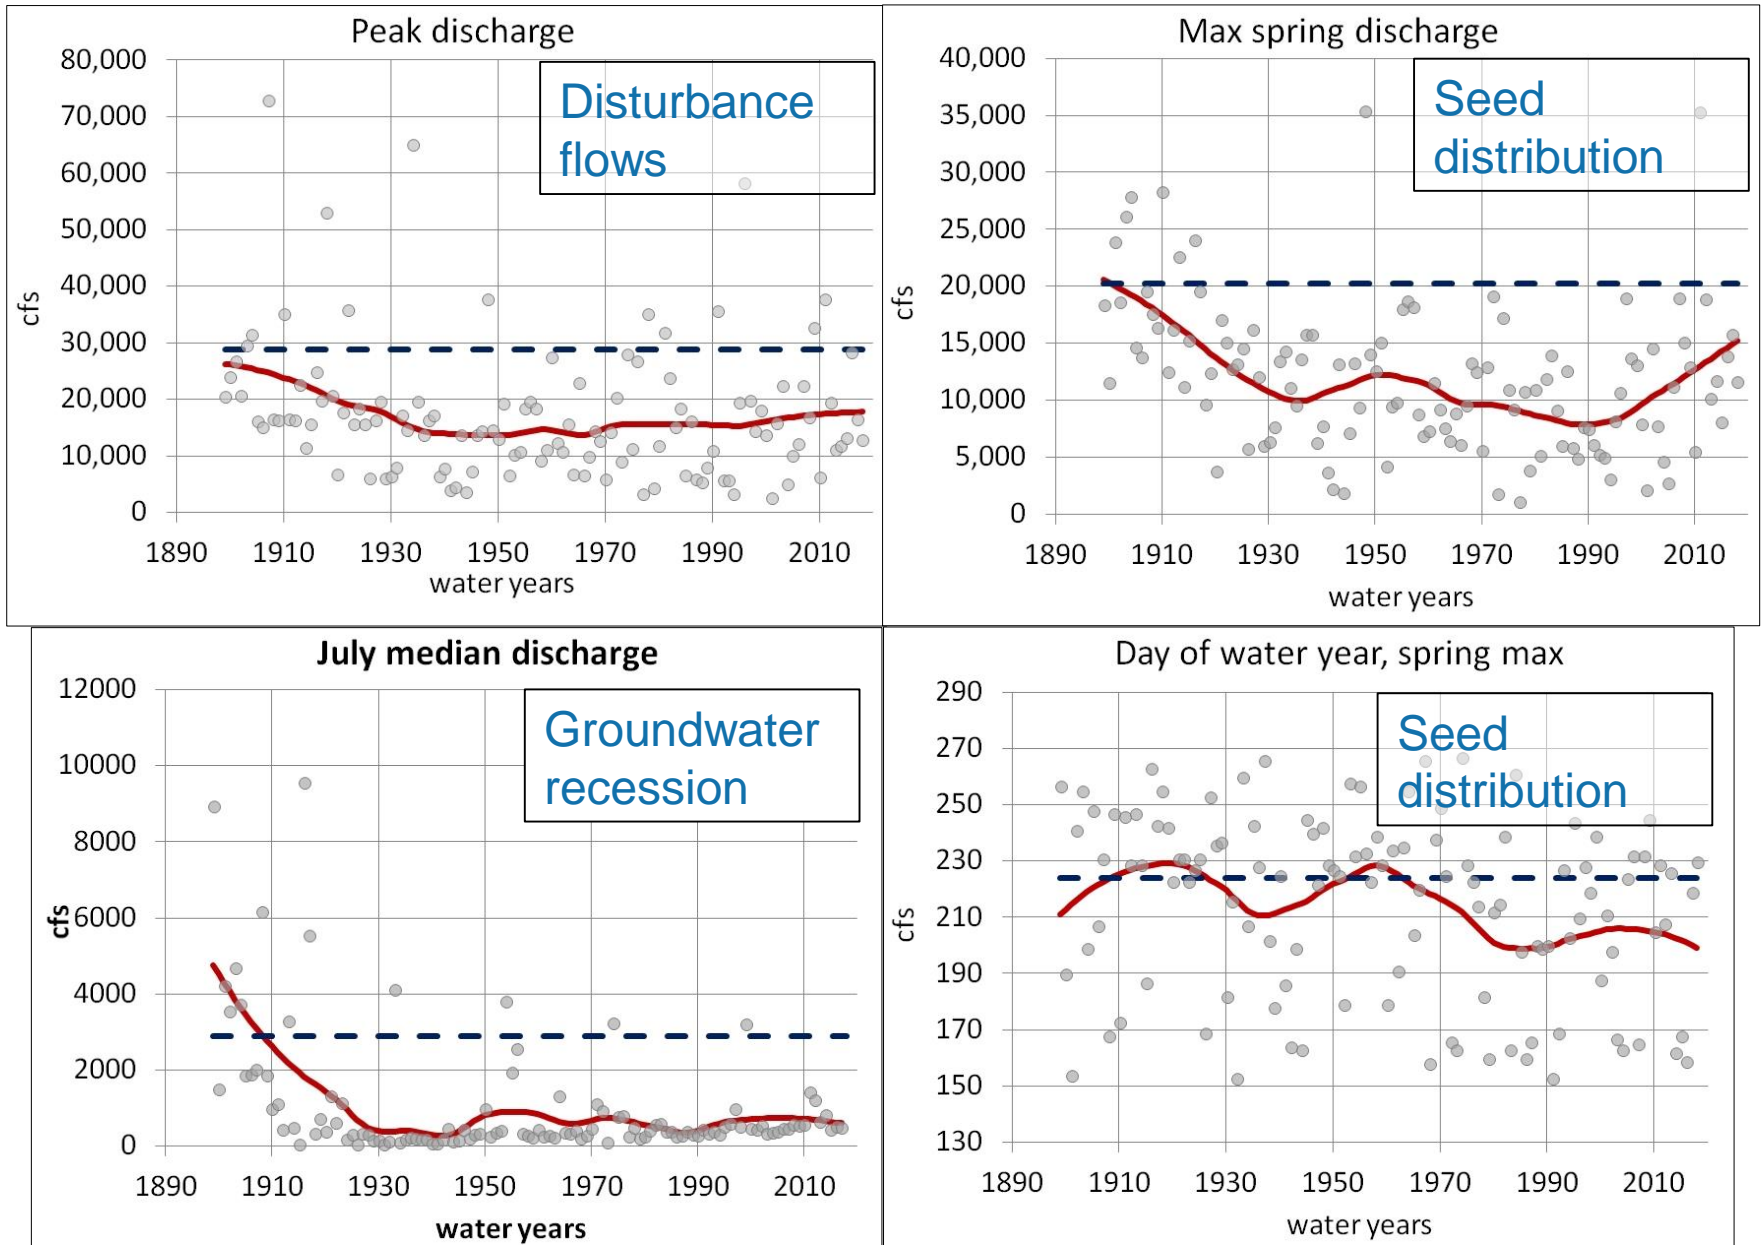 Peak discharge
80,000
70,000
60,000
50,000
40,000
30,000
20,000
10,000
0
cfs
Disturbance
flows
1890 1910 1930 1950 1970 1990 2010
water years
Max spring discharge
40,000
35,000
30,000
25,000
20,000
15,000
10,000
5,000
0
cfs
Seed
distribution
1890 1910 1930 1950 1970 1990 2010
water years
July median discharge
12000
10000
8000
6000
4000
2000
0
cfs
Groundwater
recession
1890 1910 1930 1950 1970 1990 2010
water years
Day of water year, spring max
290
270
250
230
210
190
170
150
130
cfs
Seed
distribution
1890 1910 1930 1950 1970 1990 2010
water years